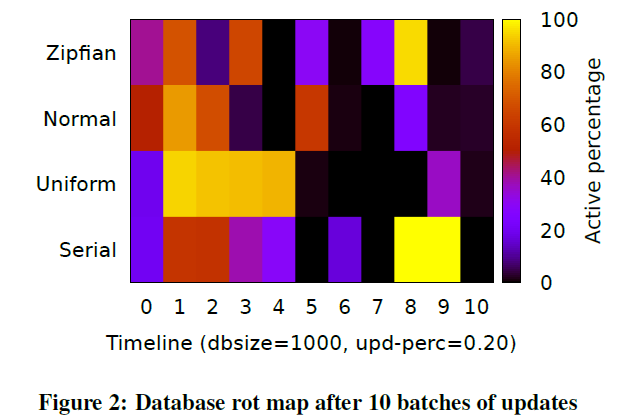 Zipfian
Normal
Uniform
Serial
0 1 2 3 4 5 6 7 8 9 10
Timeline (dbsize=1000, upd-perc=0.20)
100
80
60
40
20
0
Active percentage
Figure 2: Database rot map after 10 batches of updates